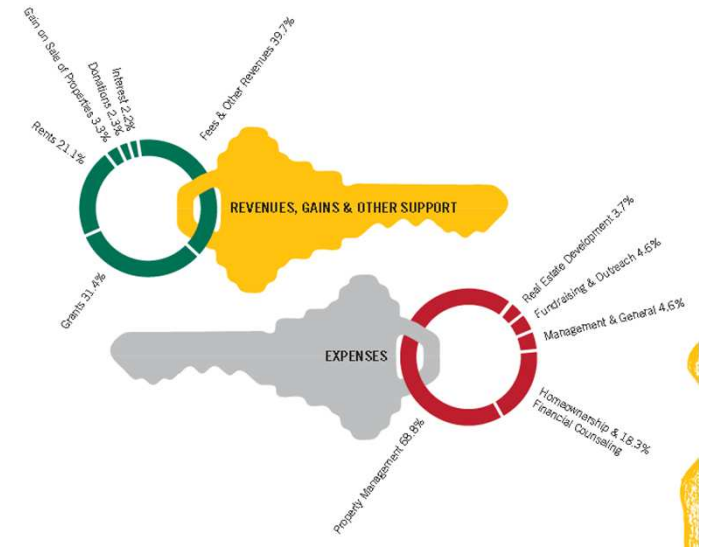 Gain on Sale of Properties 3.3%
Donations 2.3%
Interest 2.2%
Fees & Other Revenues 39.7%
Rents 21.1%
REVENUES, GAINS & OTHER SUPPORT
Grants 31.4%
Real Estate Development 3.7%
Fundraising & Outreach 4.6%
Management & General 4.6%
EXPENSES
Homeownership & 18.3%
Financial Counseling
Property Management 68.8%